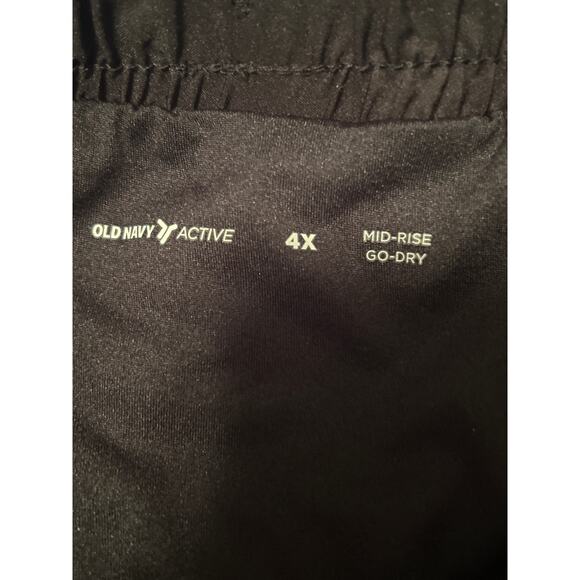 OLD NAVY ACTIVE 4X MID-RISE
GO-DRY